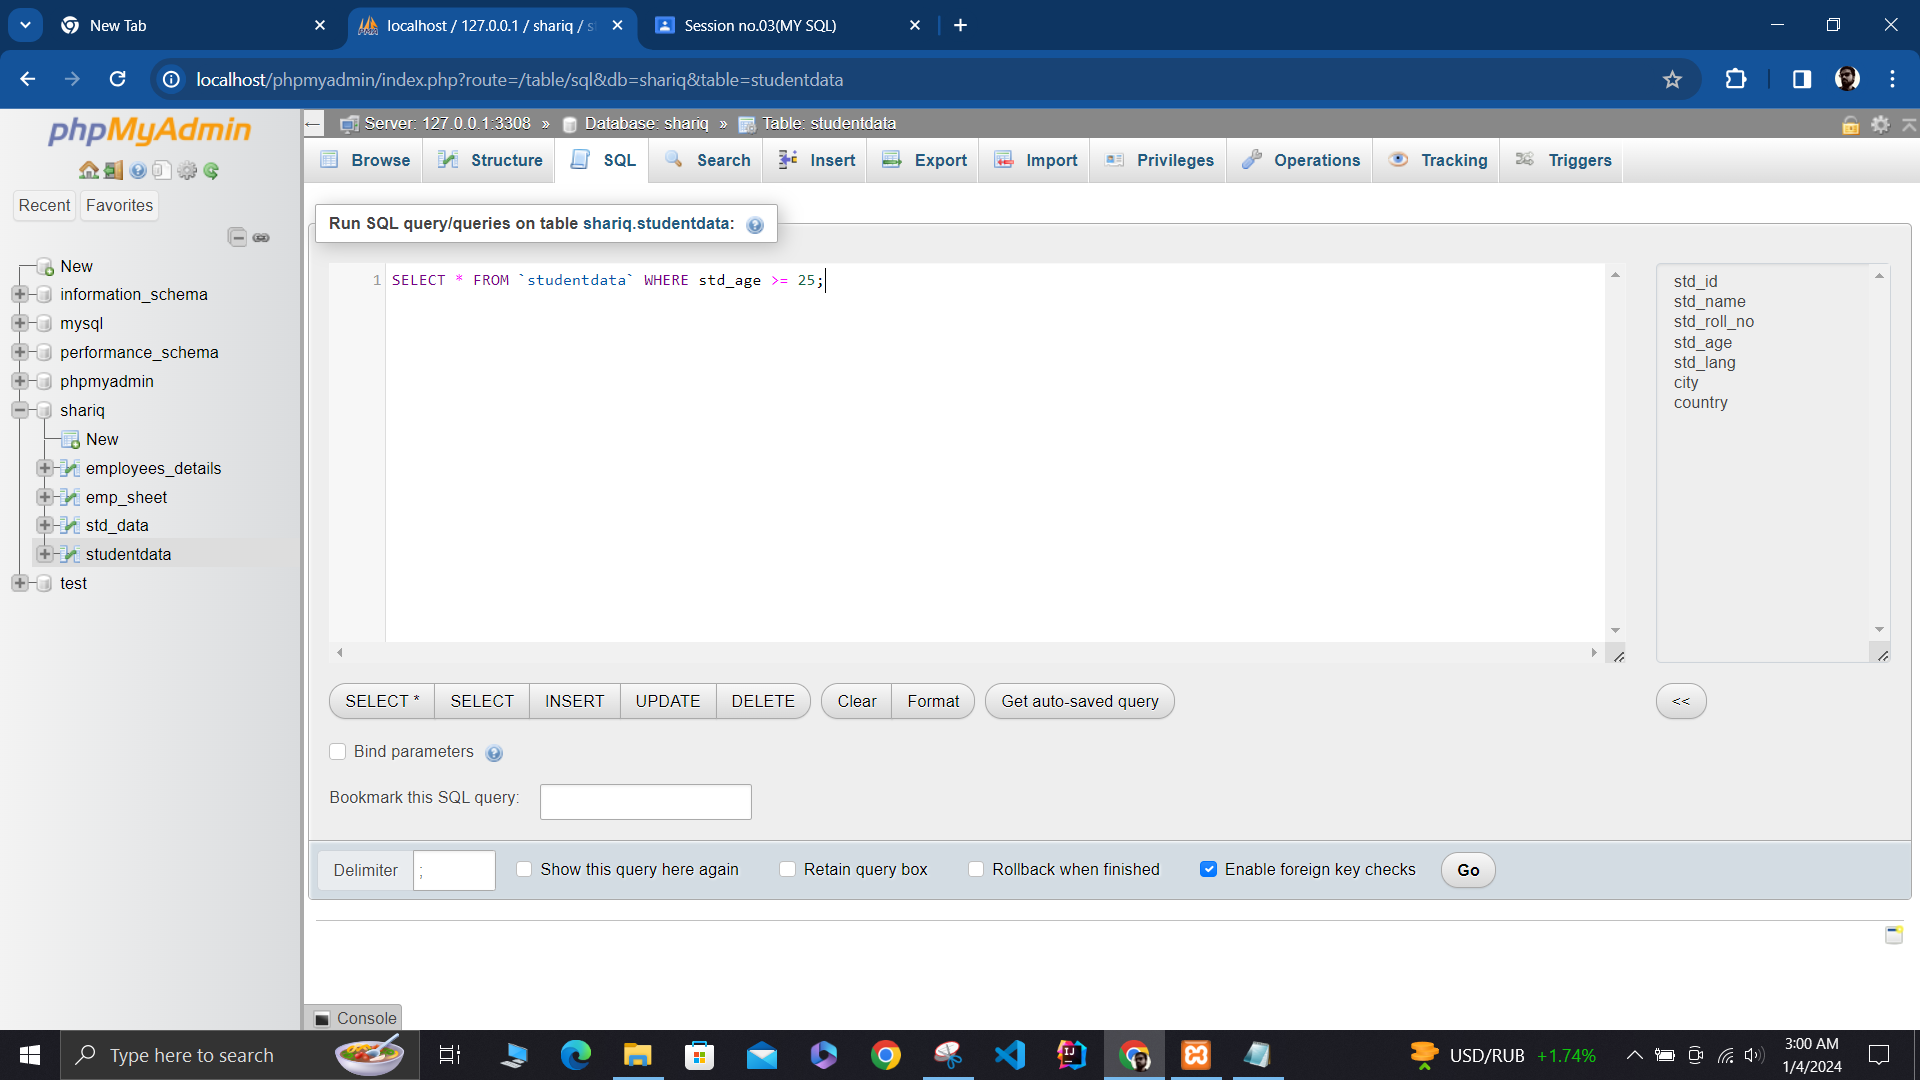 New Tab
localhost / 127.0.0.1 / shariq / s
Session no.03(MY SQL)
localhost/phpmyadmin/index.php?route=/table/sql&db=shariq&table=studentdata
phpMyAdmin
Server: 127.0.0.1:3308 » Database: shariq » Table: studentdata
Browse Structure SQL Search Insert Export Import Privileges Operations Tracking Triggers
Recent Favorites
New
information_schema
mysql
performance_schema
phpmyadmin
shariq
New
employees_details
emp_sheet
std_data
studentdata
test
Run SQL query/queries on table shariq.studentdata:
1 SELECT * FROM `studentdata` WHERE std_age >= 25;
std_id
std_name
std_roll_no
std_age
std_lang
city
country
SELECT * SELECT INSERT UPDATE DELETE Clear Format Get auto-saved query <<
Bind parameters
Bookmark this SQL query:
Delimiter ; Show this query here again Retain query box Rollback when finished Enable foreign key checks Go
Console
Type here to search
USD/RUB +1.74%
3:00 AM
1/4/2024